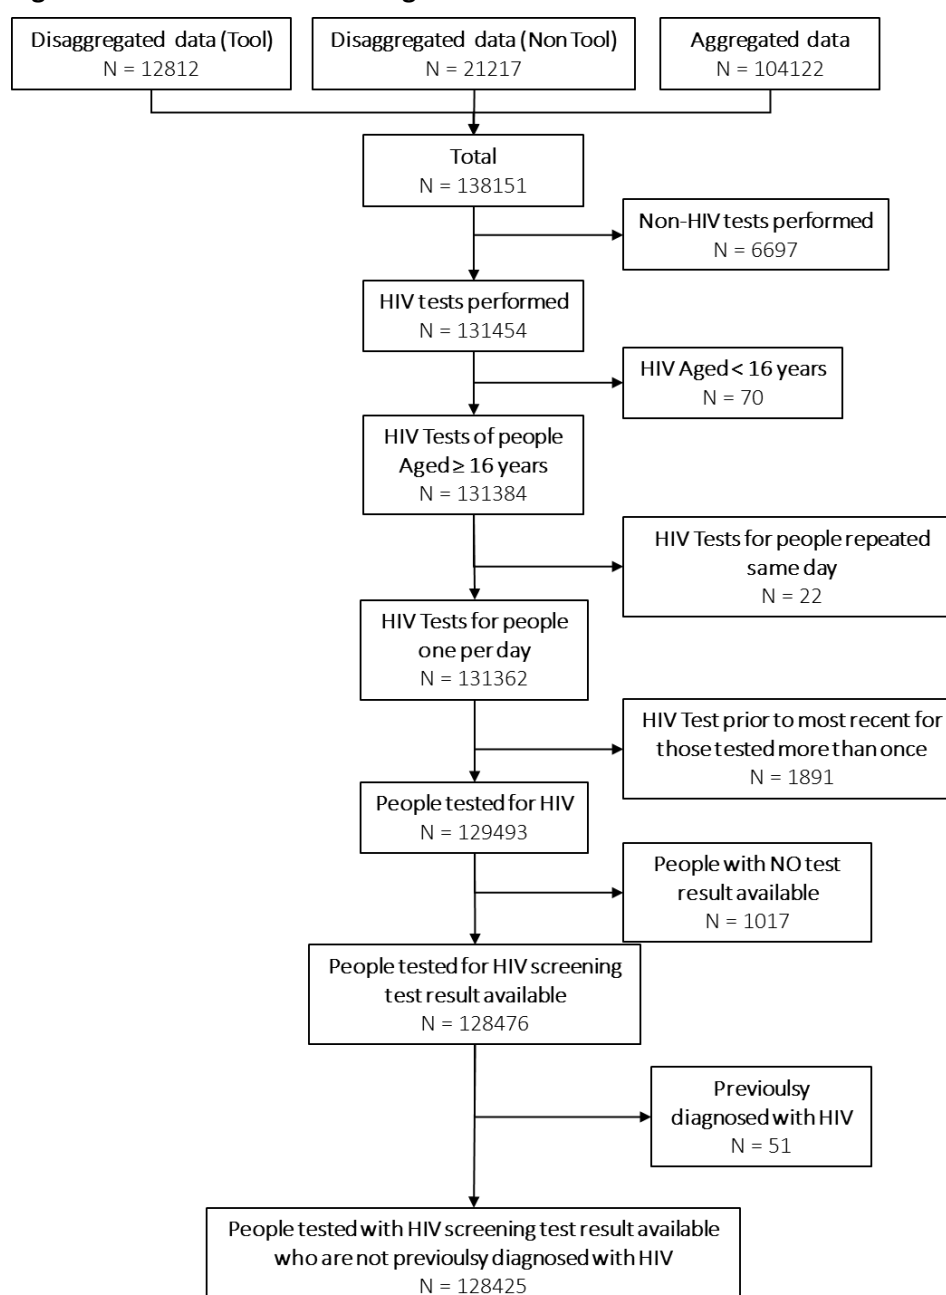 Disaggregated data (Tool)
N = 12812
Disaggregated data (Non Tool)
N = 21217
Aggregated data
N = 104122
Total
N = 138151
Non-HIV tests performed
N = 6697
HIV tests performed
N = 131454
HIV Aged < 16 years
N = 70
HIV Tests of people
Aged ≥ 16 years
N = 131384
HIV Tests for people repeated
same day
N = 22
HIV Tests for people
one per day
N = 131362
HIV Test prior to most recent for
those tested more than once
N = 1891
People tested for HIV
N = 129493
People with NO test
result available
N = 1017
People tested for HIV screening
test result available
N = 128476
Previoulsy
diagnosed with HIV
N = 51
People tested with HIV screening test result available
who are not previoulsy diagnosed with HIV
N = 128425